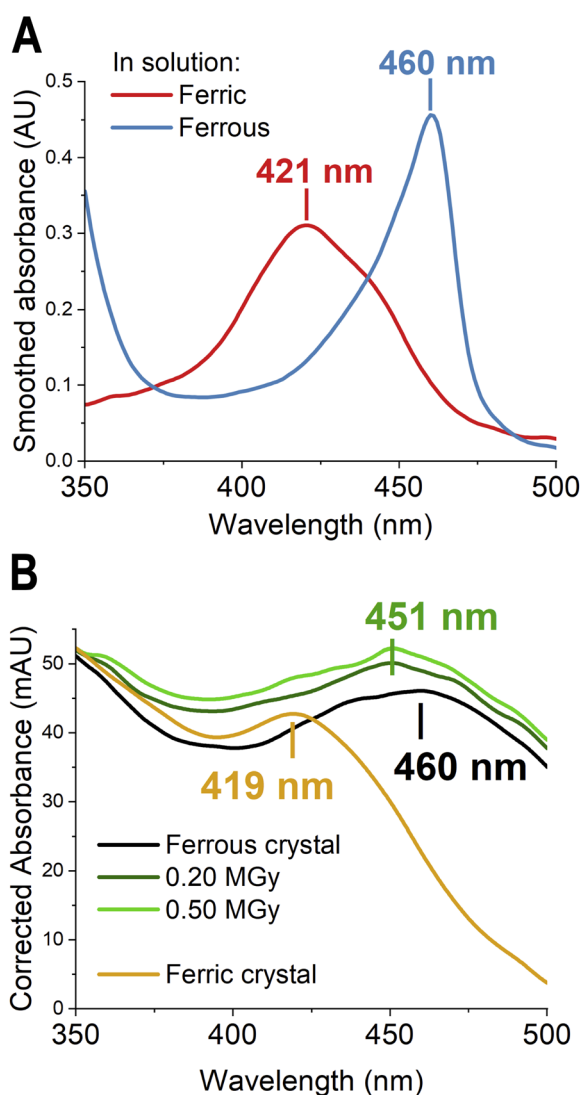 A
In solution:
Ferric
Ferrous
460 nm
421 nm
Smoothed absorbance (AU)
0.5
0.4
0.3
0.2
0.1
0.0
350
400
450
500
Wavelength (nm)
B
451 nm
460 nm
419 nm
Corrected Absorbance (mAU)
50
40
30
20
10
0
Ferrous crystal
0.20 MGy
0.50 MGy
Ferric crystal
350
400
450
500
Wavelength (nm)